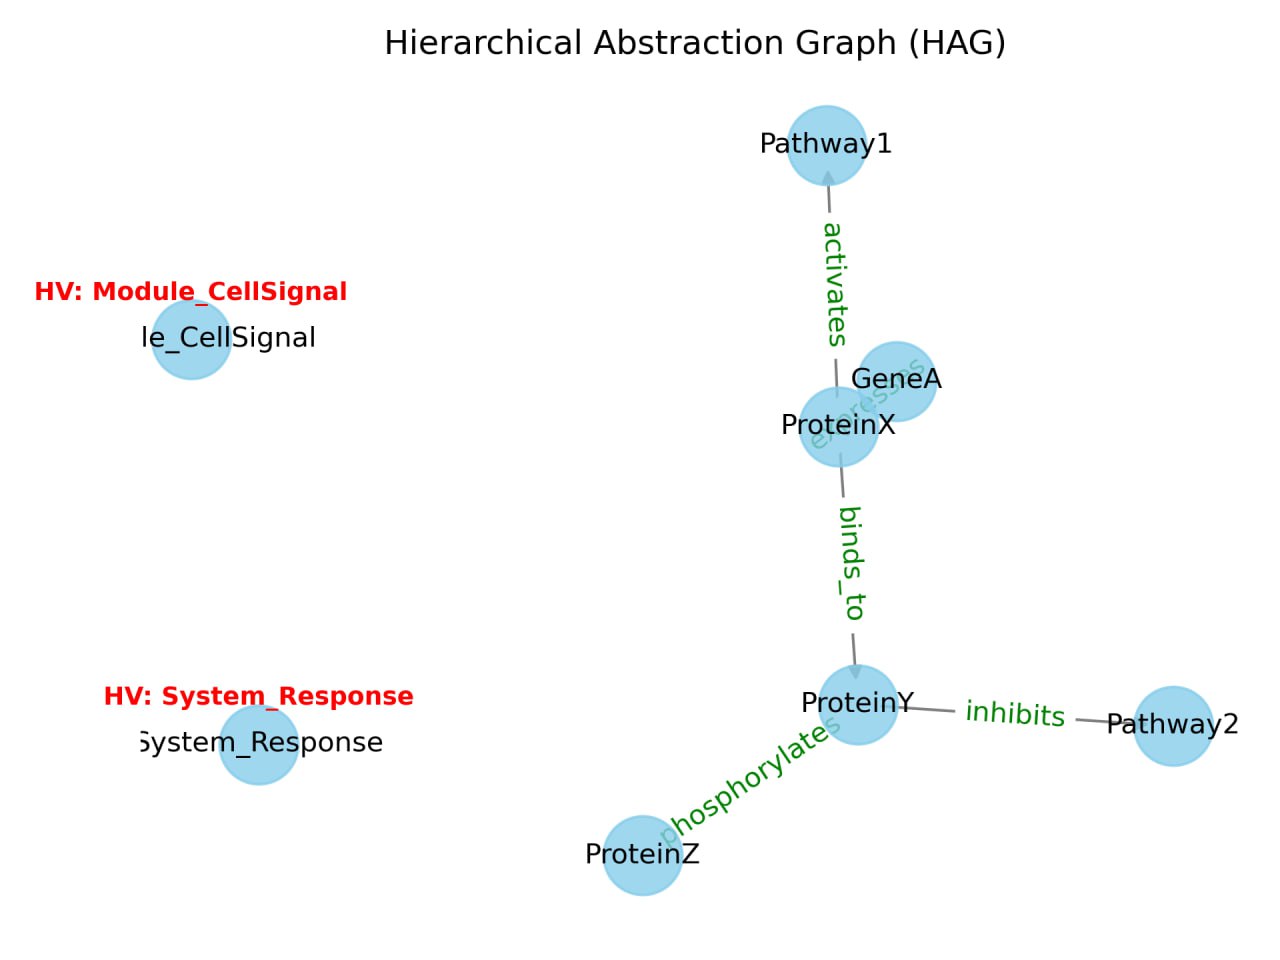 Hierarchical Abstraction Graph (HAG)
Pathway1
activates
HV: Module_CellSignal
le_CellSignal
GeneA
expresses
ProteinX
binds_to
HV: System_Response
System_Response
ProteinY
inhibits
Pathway2
phosphorylates
ProteinZ